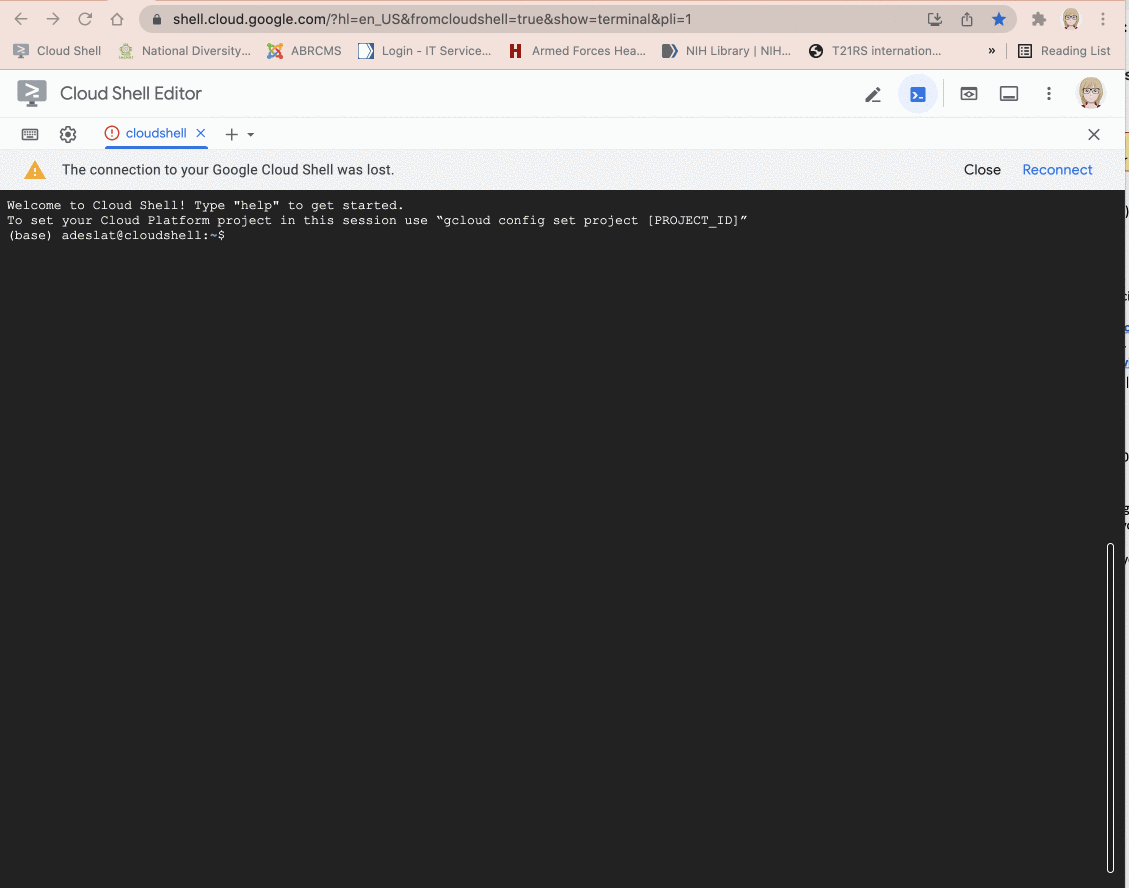 shell.cloud.google.com/?hl=en_US&fromcloudshell=true&show=terminal&pli=1
Cloud Shell National Diversity... ABRCMS Login - IT Service... Armed Forces Hea... NIH Library | NIH... T21RS internation... » Reading List
Cloud Shell Editor
cloudshell
The connection to your Google Cloud Shell was lost. Close Reconnect
Welcome to Cloud Shell! Type "help" to get started.
To set your Cloud Platform project in this session use “gcloud config set project [PROJECT_ID]”
(base) adeslat@cloudshell:~$